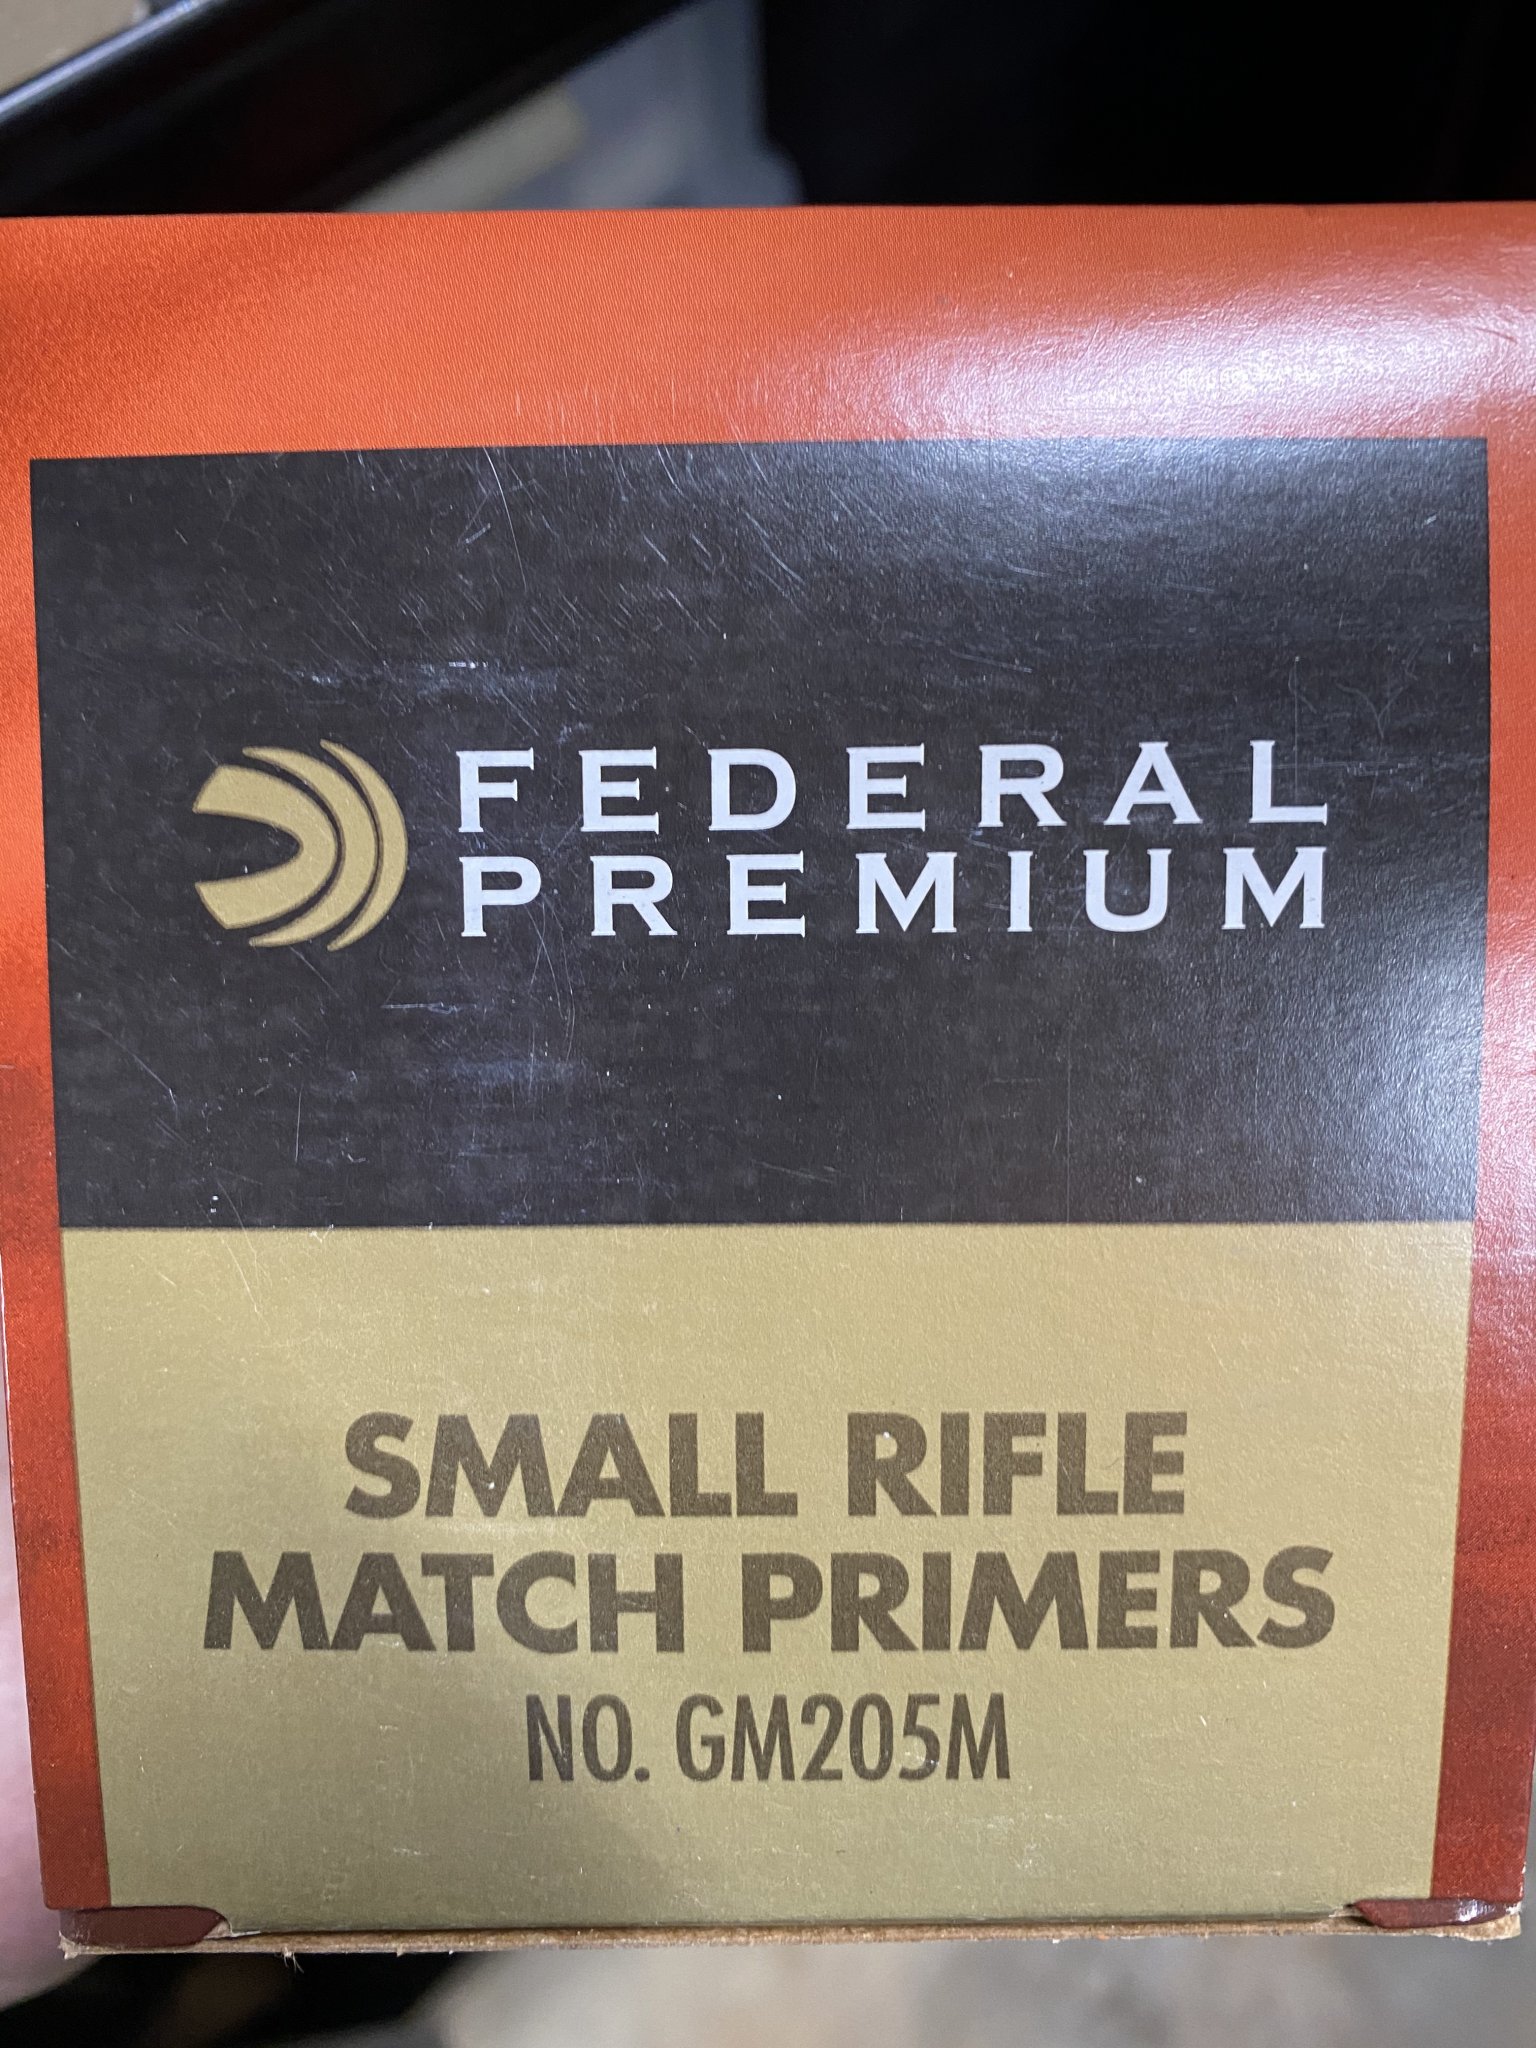 FEDERAL
PREMIUM
SMALL RIFLE
MATCH PRIMERS
NO. GM205M